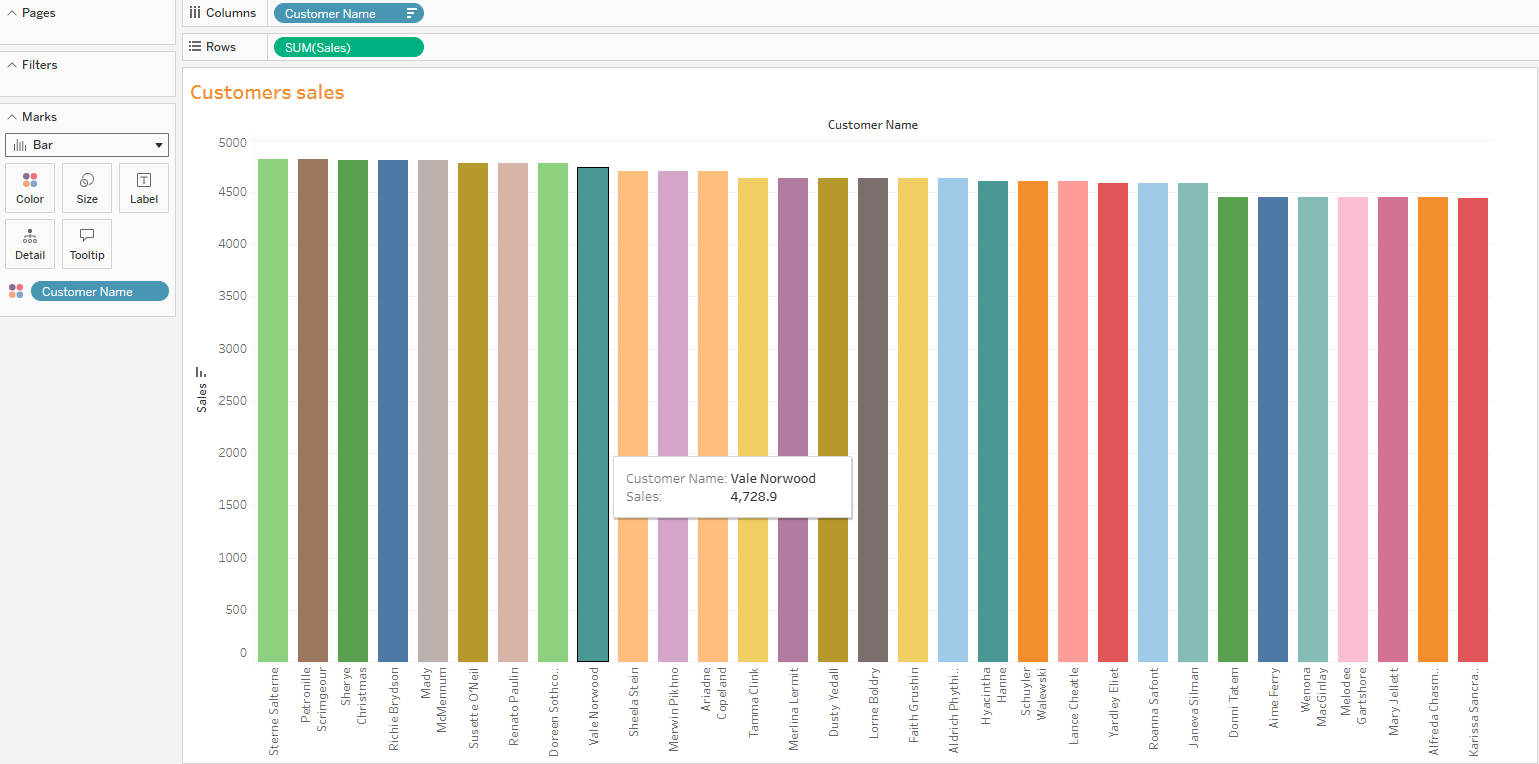 Pages
Columns
Customer Name
Rows
SUM(Sales)
Filters
Marks
Bar
Color
Size
Label
Detail
Tooltip
Customer Name
Customers sales
Customer Name
5000
4500
4000
3500
3000
2500
2000
1500
1000
500
0
Sales
Customer Name: Vale Norwood
Sales: 4,728.9
Sterne Salterne
Petronille
Scrimgeour
Sherye
Christmas
Richie Brydson
Mady
McMennum
Susette O'Neil
Renato Paulin
Doreen Sothco..
Vale Norwood
Sheela Stein
Merwin Pikhno
Ariadne
Copeland
Tamma Clink
Merlina Lermit
Dusty Yedall
Lorne Boldry
Faith Grushin
Aldrich Phythi..
Hyacintha
Hanne
Schuyler
Walewski
Lance Cheatle
Yardley Eliet
Roanna Safont
Janeva Silman
Donni Tatem
Aime Ferry
Wenona
MacGinlay
Melodee
Gartshore
Mary Jellett
Alfreda Chasm..
Karissa Sancra..